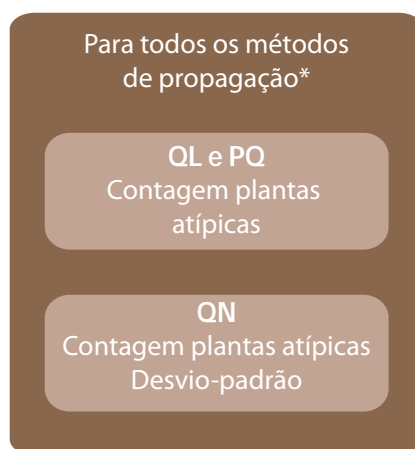 Para todos os métodos
de propagação*
QL e PQ
Contagem plantas
atípicas
QN
Contagem plantas atípicas
Desvio-padrão